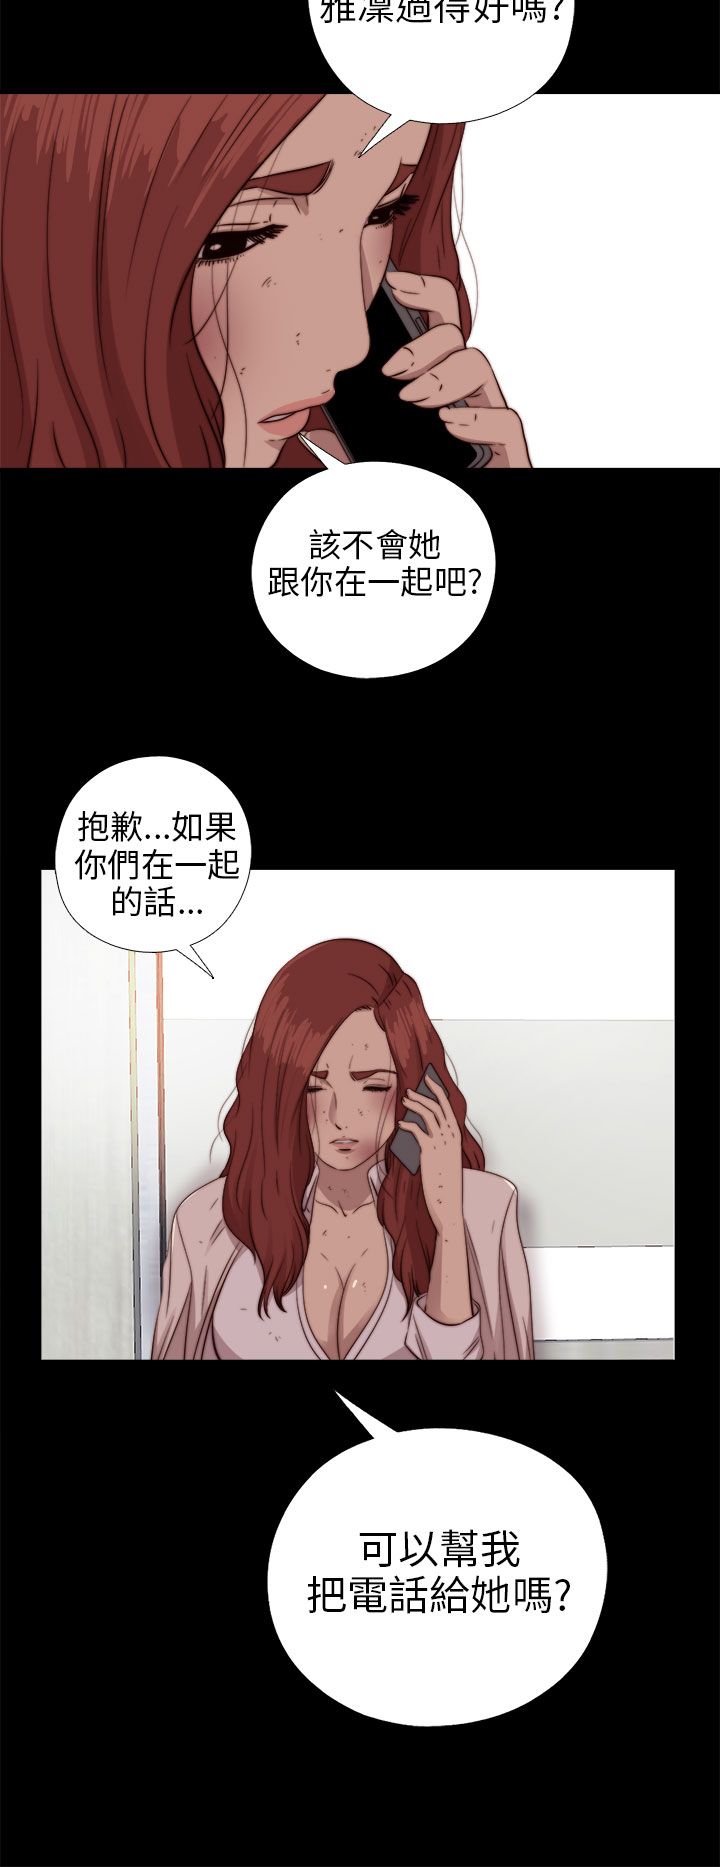 雅凜過得好嗎?
該不會她
跟你在一起吧?
抱歉...如果
你們在一起
的話...
可以幫我
把電話給她嗎?